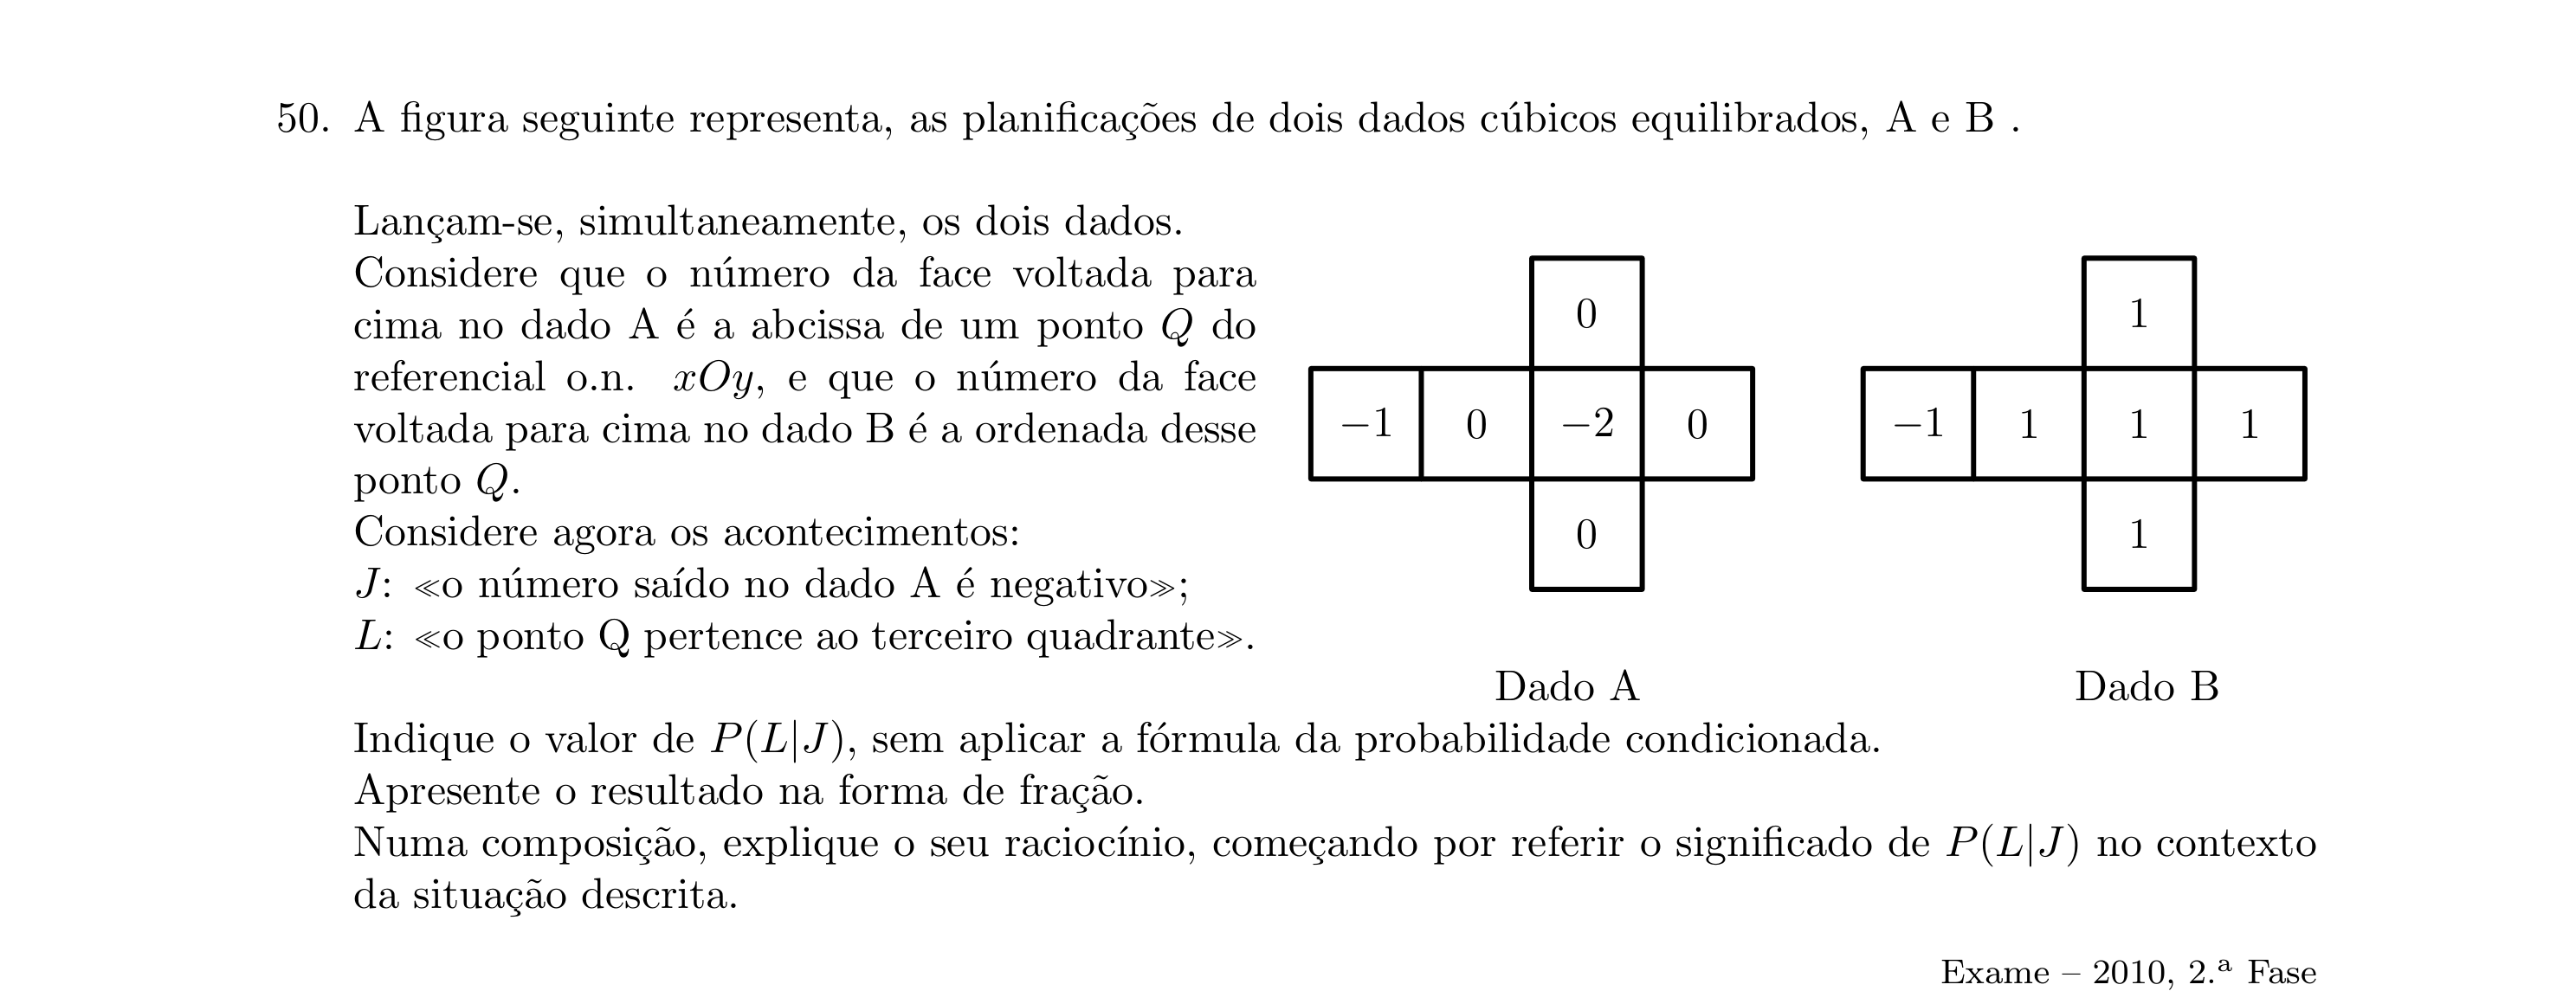 50. A figura seguinte representa, as planificações de dois dados cúbicos equilibrados, A e B .
Lançam-se, simultaneamente, os dois dados.
Considere que o número da face voltada para
cima no dado A é a abcissa de um ponto Q do
referencial o.n. xOy, e que o número da face
voltada para cima no dado B é a ordenada desse
ponto Q.
Considere agora os acontecimentos:
J: «o número saído no dado A é negativo»;
L: «o ponto Q pertence ao terceiro quadrante».
0
−1 0 −2 0
0
Dado A
1
−1 1 1 1
1
Dado B
Indique o valor de P(L|J), sem aplicar a fórmula da probabilidade condicionada.
Apresente o resultado na forma de fração.
Numa composição, explique o seu raciocínio, começando por referir o significado de P(L|J) no contexto
da situação descrita.
Exame – 2010, 2.ª Fase